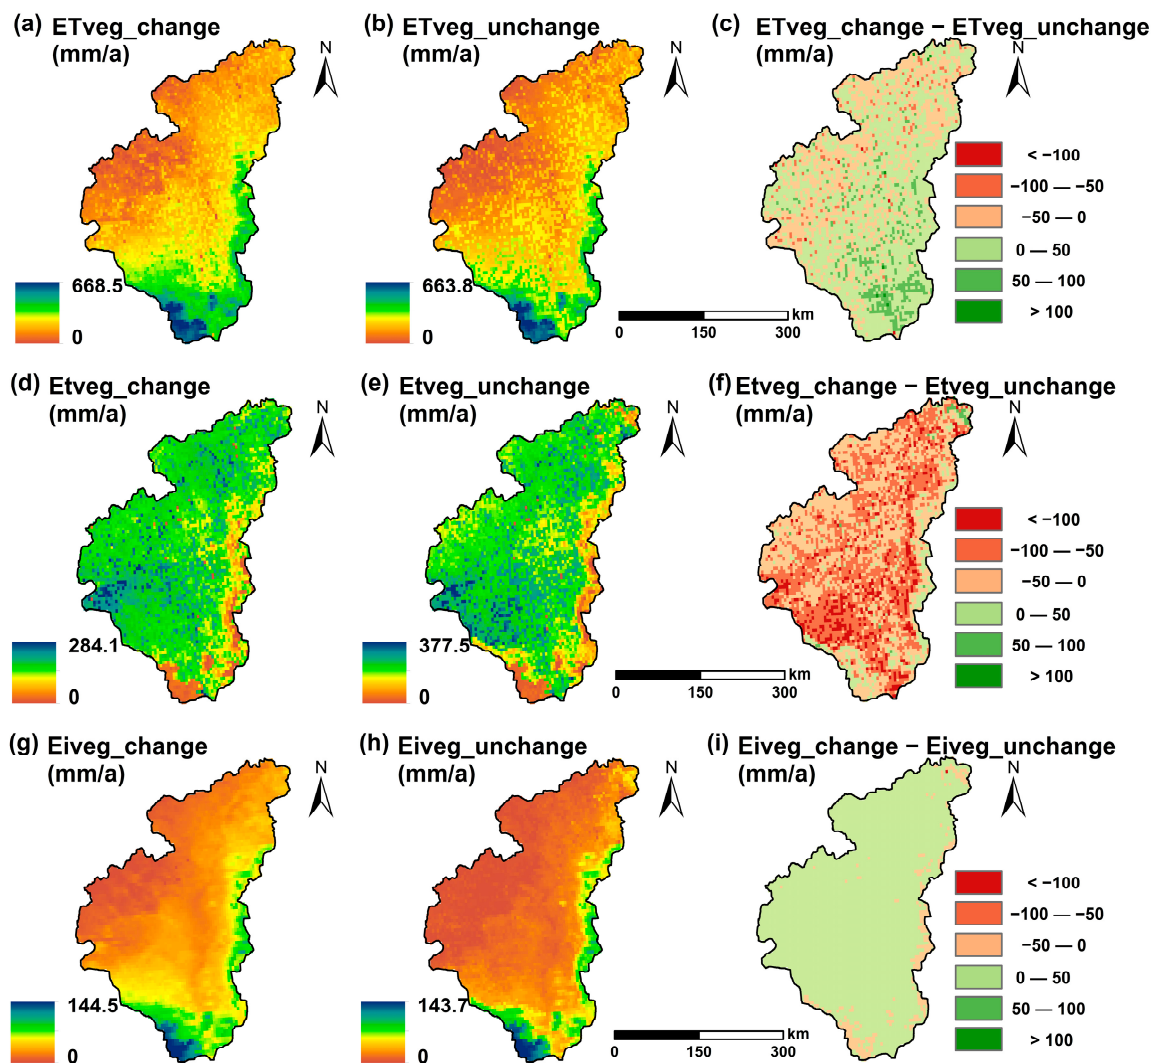 (a) ETveg_change
(mm/a)
N
668.5
0
(b) ETveg_unchange
(mm/a)
N
663.8
0
0 150 300
km
(c) ETveg_change – ETveg_unchange
(mm/a)
N
< −100
−100 — −50
−50 — 0
0 — 50
50 — 100
> 100
(d) Etveg_change
(mm/a)
N
284.1
0
(e) Etveg_unchange
(mm/a)
N
377.5
0
0 150 300
km
(f) Etveg_change – Etveg_unchange
(mm/a)
N
< −100
−100 — −50
−50 — 0
0 — 50
50 — 100
> 100
(g) Eiveg_change
(mm/a)
N
144.5
0
(h) Eiveg_unchange
(mm/a)
N
143.7
0
0 150 300
km
(i) Eiveg_change – Eiveg_unchange
(mm/a)
N
< −100
−100 — −50
−50 — 0
0 — 50
50 — 100
> 100